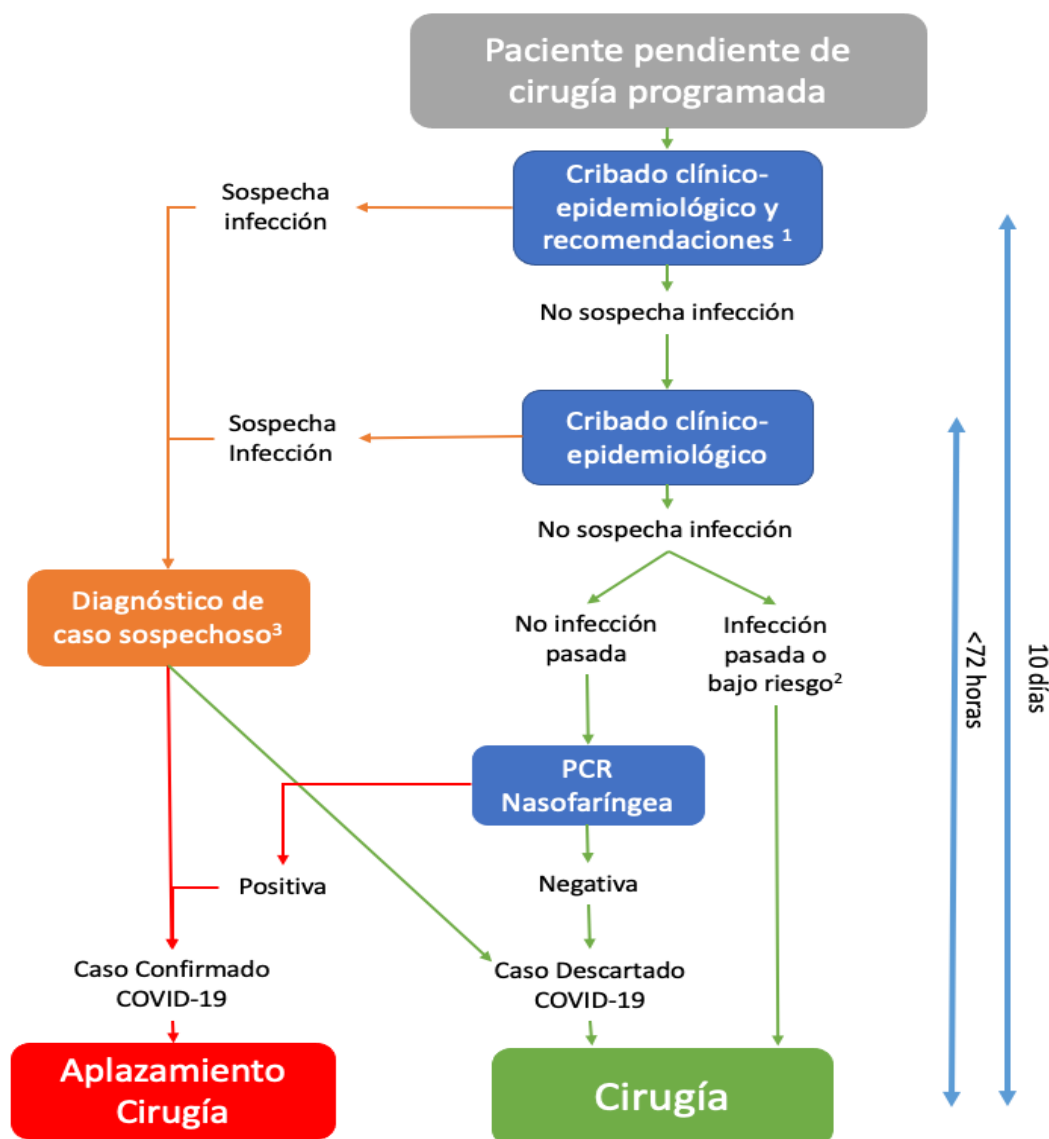 Paciente pendiente de
cirugía programada
Cribado clínico-
epidemiológico y
recomendaciones ¹
Sospecha
infección
No sospecha infección
Cribado clínico-
epidemiológico
Sospecha
Infección
No sospecha infección
Diagnóstico de
caso sospechoso³
No infección
pasada
Infección
pasada o
bajo riesgo²
<72 horas
10 días
PCR
Nasofaríngea
Positiva
Negativa
Caso Confirmado
COVID-19
Caso Descartado
COVID-19
Aplazamiento
Cirugía
Cirugía